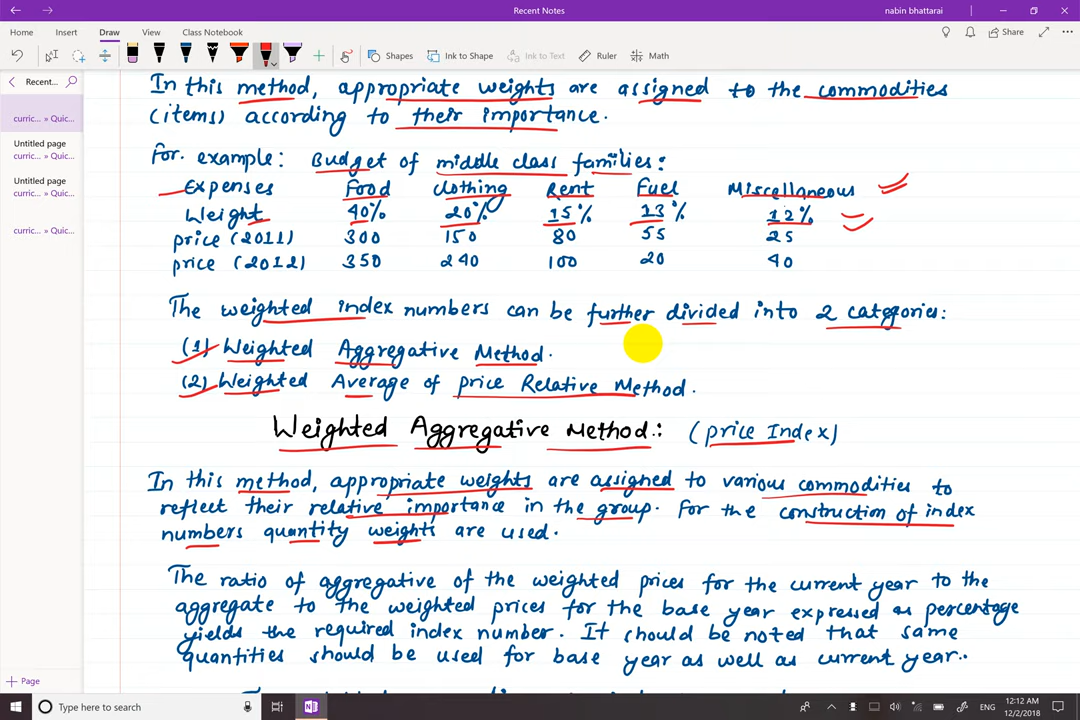 Recent Notes
nabin bhattarai
Home Insert Draw View Class Notebook
Share
Shapes Ink to Shape Ink to Text Ruler Math
Recent...
In this method, appropriate weights are assigned to the commodities
(items) according to their importance.
curric... » Quic...
Untitled page
curric... » Quic...
Untitled page
curric... » Quic...
curric... » Quic...
For example: Budget of middle class families:
Expenses Food Clothing Rent Fuel Miscellaneous
Weight 40% 20% 15% 13% 12%
price (2011) 300 150 80 55 25
price (2012) 350 240 100 20 40
The weighted index numbers can be further divided into 2 categories:
(1) Weighted Aggregative Method.
(2) Weighted Average of price Relative Method.
Weighted Aggregative Method: (price Index)
In this method, appropriate weights are assigned to various commodities to
reflect their relative importance in the group. For the construction of index
numbers quantity weights are used.
The ratio of aggregative of the weighted prices for the current year to the
aggregate to the weighted prices for the base year expressed as percentage
yields the required index number. It should be noted that same
quantities should be used for base year as well as current year.
+ Page
Type here to search
ENG
12:12 AM
12/2/2018